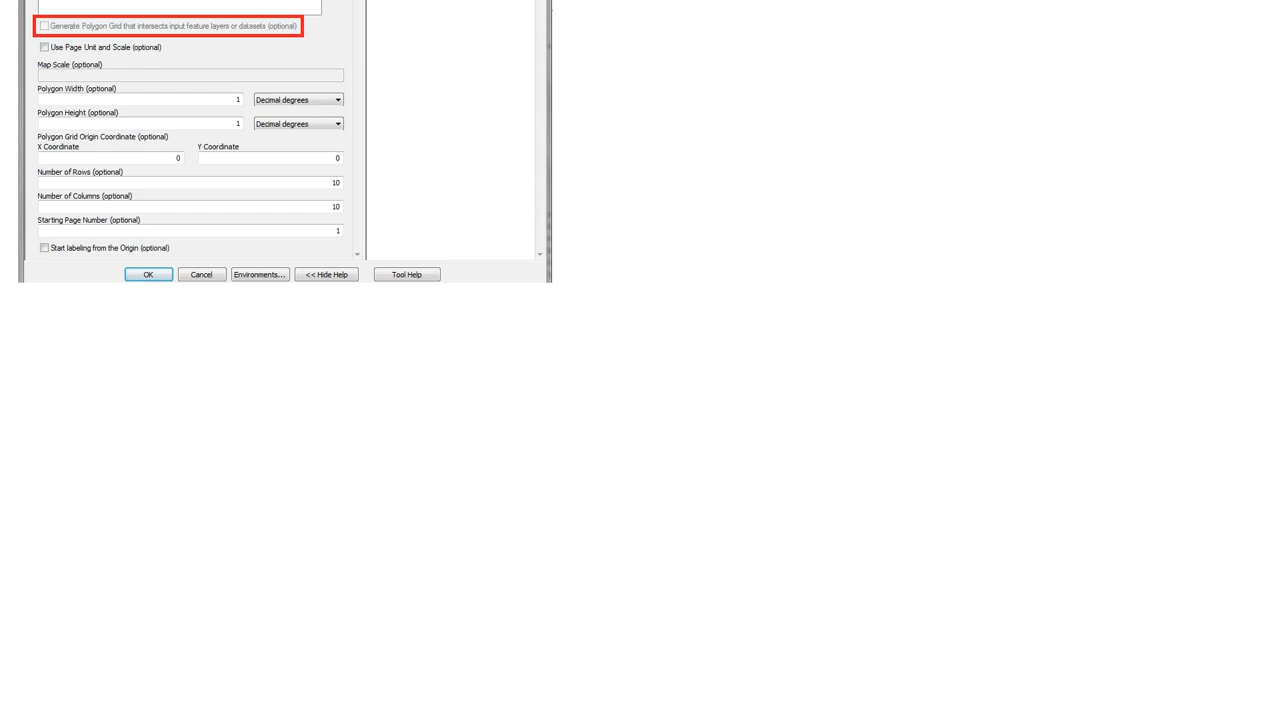 Generate Polygon Grid that intersects input feature layers or datasets (optional)
Use Page Unit and Scale (optional)
Map Scale (optional)
Polygon Width (optional)
1 Decimal degrees
Polygon Height (optional)
1 Decimal degrees
Polygon Grid Origin Coordinate (optional)
X Coordinate Y Coordinate
0 0
Number of Rows (optional)
10
Number of Columns (optional)
10
Starting Page Number (optional)
1
Start labeling from the Origin (optional)
OK Cancel Environments... << Hide Help Tool Help